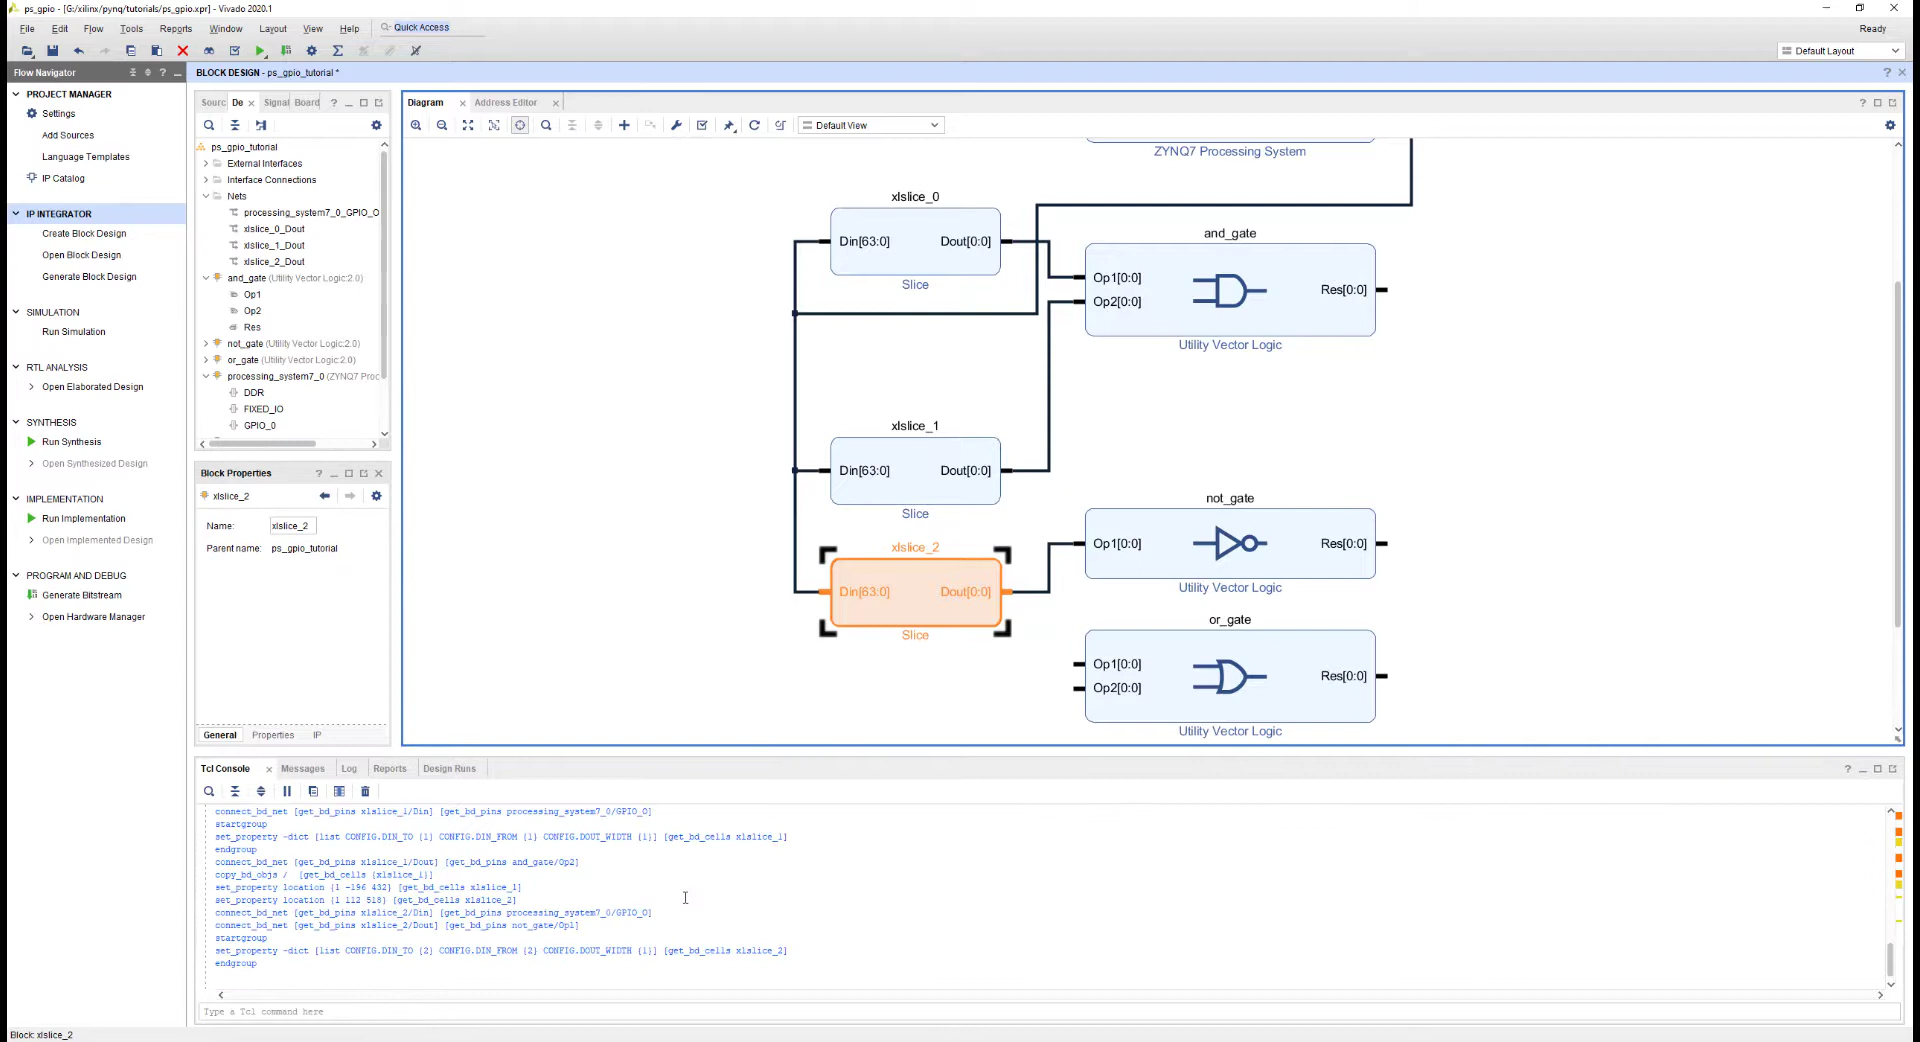 ps_gpio - [G:/xilinx/pynq/tutorials/ps_gpio.xpr] - Vivado 2020.1
File Edit Flow Tools Reports Window Layout View Help Quick Access
Ready
Default Layout
Flow Navigator
PROJECT MANAGER
Settings
Add Sources
Language Templates
IP Catalog
IP INTEGRATOR
Create Block Design
Open Block Design
Generate Block Design
SIMULATION
Run Simulation
RTL ANALYSIS
Open Elaborated Design
SYNTHESIS
Run Synthesis
Open Synthesized Design
IMPLEMENTATION
Run Implementation
Open Implemented Design
PROGRAM AND DEBUG
Generate Bitstream
Open Hardware Manager
BLOCK DESIGN - ps_gpio_tutorial *
Sourc De Signal Board
ps_gpio_tutorial
External Interfaces
Interface Connections
Nets
processing_system7_0_GPIO_O
xlslice_0_Dout
xlslice_1_Dout
xlslice_2_Dout
and_gate (Utility Vector Logic:2.0)
Op1
Op2
Res
not_gate (Utility Vector Logic:2.0)
or_gate (Utility Vector Logic:2.0)
processing_system7_0 (ZYNQ7 Proc
DDR
FIXED_IO
GPIO_0
Block Properties
xlslice_2
Name: xlslice_2
Parent name: ps_gpio_tutorial
General Properties IP
Diagram Address Editor
Default View
ZYNQ7 Processing System
xlslice_0
Din[63:0] Dout[0:0]
Slice
and_gate
Op1[0:0]
Op2[0:0]
Res[0:0]
Utility Vector Logic
xlslice_1
Din[63:0] Dout[0:0]
Slice
not_gate
Op1[0:0] Res[0:0]
Utility Vector Logic
xlslice_2
Din[63:0] Dout[0:0]
Slice
or_gate
Op1[0:0]
Op2[0:0]
Res[0:0]
Utility Vector Logic
Tcl Console Messages Log Reports Design Runs
connect_bd_net [get_bd_pins xlslice_1/Din] [get_bd_pins processing_system7_0/GPIO_O]
startgroup
set_property -dict [list CONFIG.DIN_TO {1} CONFIG.DIN_FROM {1} CONFIG.DOUT_WIDTH {1}] [get_bd_cells xlslice_1]
endgroup
connect_bd_net [get_bd_pins xlslice_1/Dout] [get_bd_pins and_gate/Op2]
copy_bd_objs /  [get_bd_cells {xlslice_1}]
set_property location {1 -196 432} [get_bd_cells xlslice_1]
set_property location {1 112 518} [get_bd_cells xlslice_2]
connect_bd_net [get_bd_pins xlslice_2/Din] [get_bd_pins processing_system7_0/GPIO_O]
connect_bd_net [get_bd_pins xlslice_2/Dout] [get_bd_pins not_gate/Op1]
startgroup
set_property -dict [list CONFIG.DIN_TO {2} CONFIG.DIN_FROM {2} CONFIG.DOUT_WIDTH {1}] [get_bd_cells xlslice_2]
endgroup
Type a Tcl command here
Block: xlslice_2